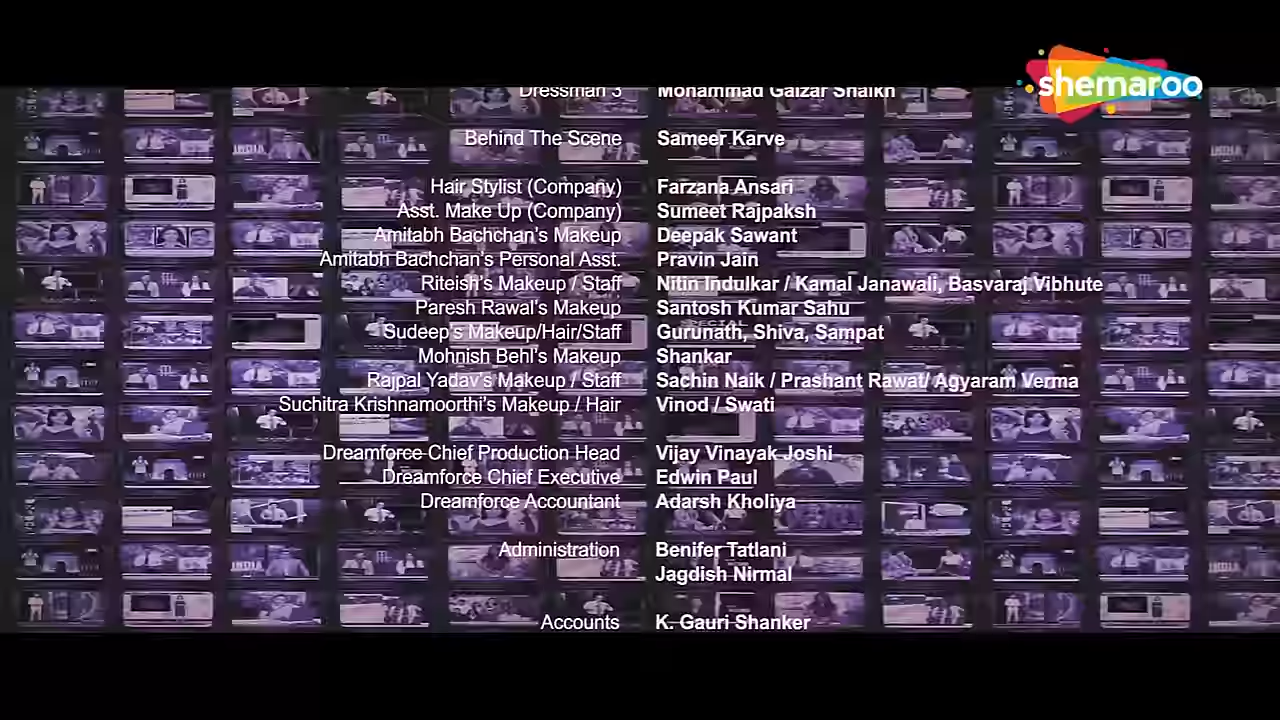 shemaroo
Dressman 3 Mohammad Gaizar Shaikh
Behind The Scene Sameer Karve
Hair Stylist (Company) Farzana Ansari
Asst. Make Up (Company) Sumeet Rajpaksh
Amitabh Bachchan's Makeup Deepak Sawant
Amitabh Bachchan's Personal Asst. Pravin Jain
Riteish's Makeup / Staff Nitin Indulkar / Kamal Janawali, Basvaraj Vibhute
Paresh Rawal's Makeup Santosh Kumar Sahu
Sudeep's Makeup/Hair/Staff Gurunath, Shiva, Sampat
Mohnish Behl's Makeup Shankar
Rajpal Yadav's Makeup / Staff Sachin Naik / Prashant Rawat/ Agyaram Verma
Suchitra Krishnamoorthi's Makeup / Hair Vinod / Swati
Dreamforce Chief Production Head Vijay Vinayak Joshi
Dreamforce Chief Executive Edwin Paul
Dreamforce Accountant Adarsh Kholiya
Administration Benifer Tatlani
Jagdish Nirmal
Accounts K. Gauri Shanker